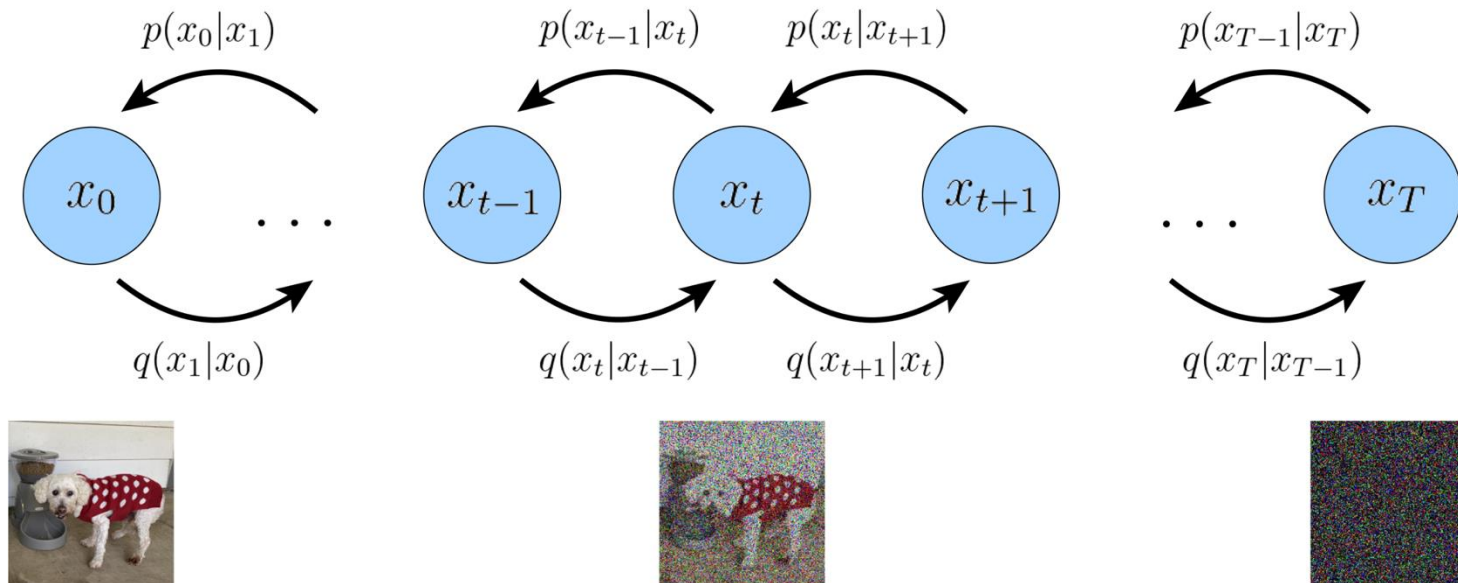 p(x_0|x_1) p(x_{t-1}|x_t) p(x_t|x_{t+1}) p(x_{T-1}|x_T)
x_0 . . . x_{t-1} x_t x_{t+1} . . . x_T
q(x_1|x_0) q(x_t|x_{t-1}) q(x_{t+1}|x_t) q(x_T|x_{T-1})